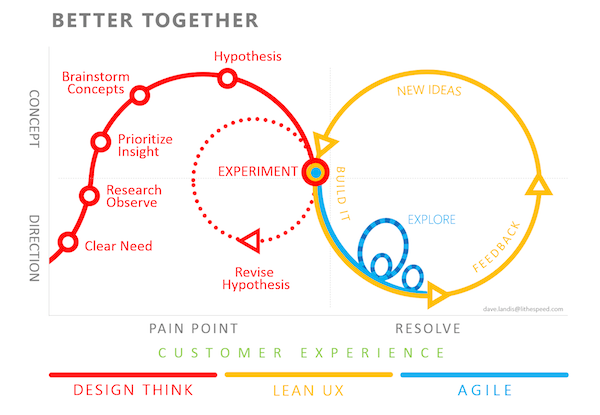 BETTER TOGETHER
CONCEPT
DIRECTION
Hypothesis
Brainstorm
Concepts
Prioritize
Insight
Research
Observe
Clear Need
EXPERIMENT
Revise
Hypothesis
NEW IDEAS
BUILD IT
EXPLORE
FEEDBACK
dave.landis@lithespeed.com
PAIN POINT
RESOLVE
CUSTOMER EXPERIENCE
DESIGN THINK
LEAN UX
AGILE